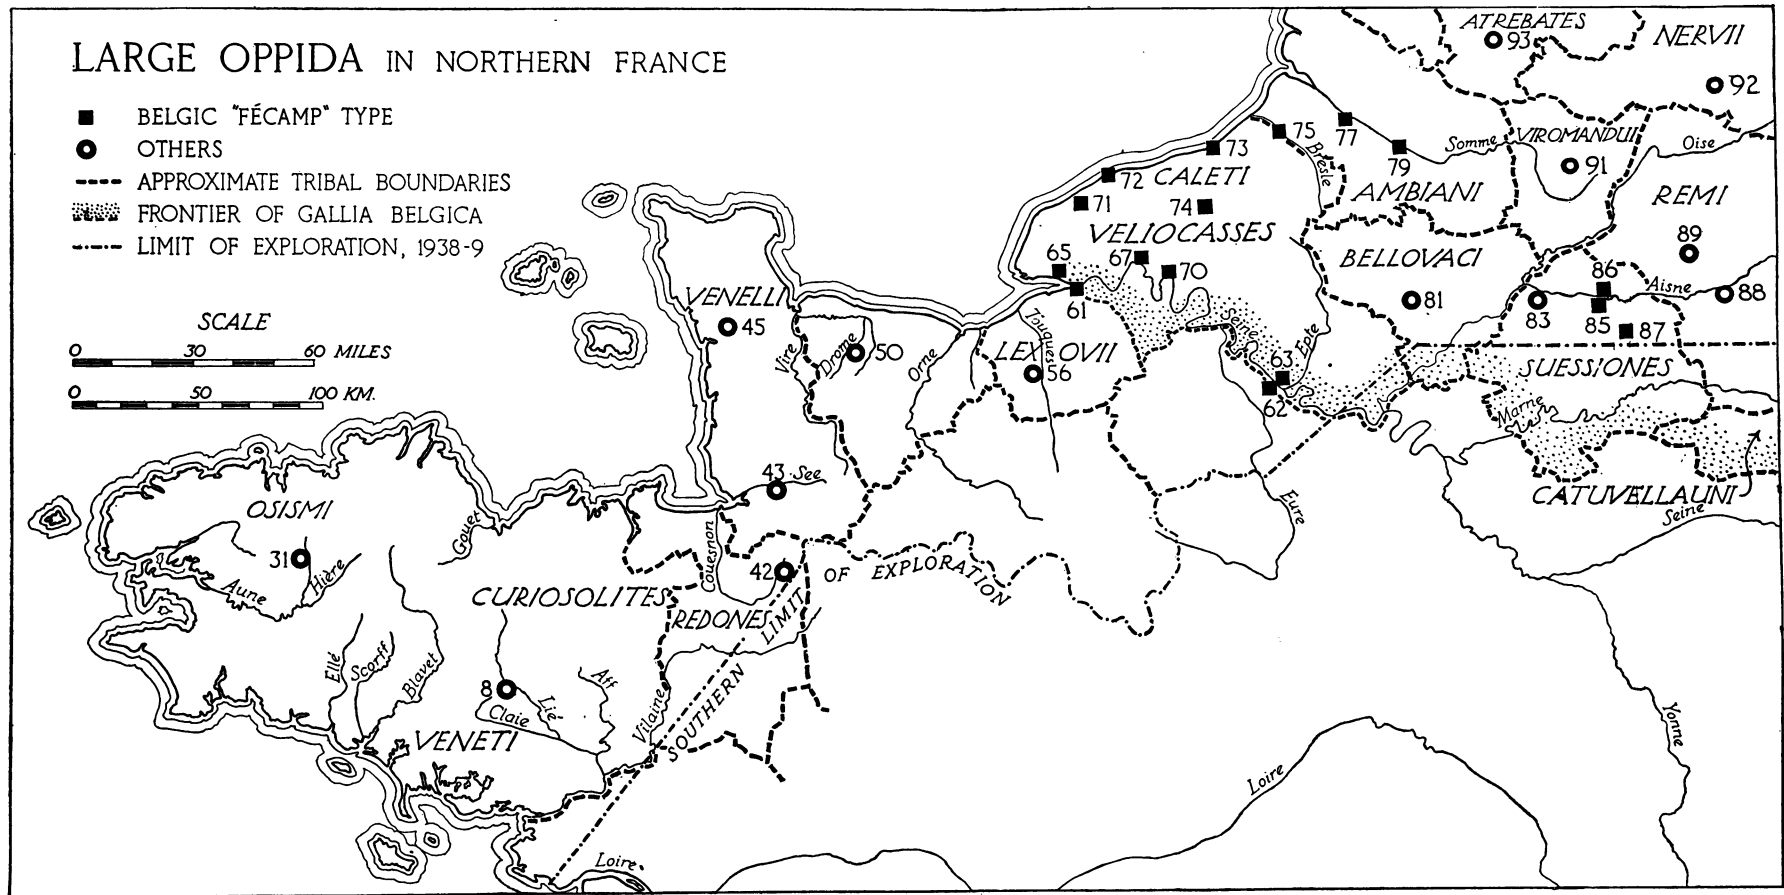 LARGE OPPIDA IN NORTHERN FRANCE
BELGIC "FÉCAMP" TYPE
OTHERS
APPROXIMATE TRIBAL BOUNDARIES
FRONTIER OF GALLIA BELGICA
LIMIT OF EXPLORATION, 1938-9
SCALE
0 30 60 MILES
0 50 100 KM.
ATREBATES
93
NERVII
92
75
77
73
79
Somme
VIROMANDUI
Oise
91
Bresle
72
CALETI
AMBIANI
REMI
71
74
VELIOCASSES
BELLOVACI
89
65
67
70
86
Aisne
61
81
83
85
88
87
VENELLI
45
Vire
Drome
50
Orne
Touques
LEXOVII
56
Seine
Epte
63
62
SUESSIONES
Marne
CATUVELLAUNI
Seine
43
See
Eure
OSISMI
Gouet
31
Aune
Hière
Couesnon
42
CURIOSOLITES
REDONES
SOUTHERN LIMIT OF EXPLORATION
Ellé
Scorff
Blavet
8
Claie
Lié
Aff
Vilaine
VENETI
Yonne
Loire
Loire